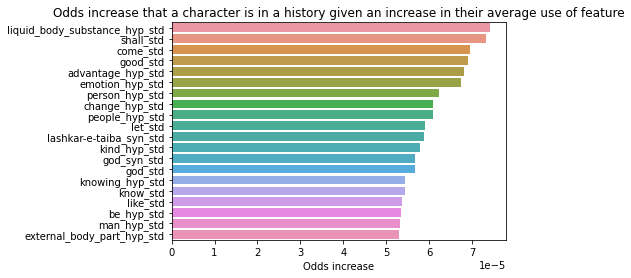 Odds increase that a character is in a history given an increase in their average use of feature
liquid_body_substance_hyp_std
shall_std
come_std
good_std
advantage_hyp_std
emotion_hyp_std
person_hyp_std
change_hyp_std
people_hyp_std
let_std
lashkar-e-taiba_syn_std
kind_hyp_std
god_syn_std
god_std
knowing_hyp_std
know_std
like_std
be_hyp_std
man_hyp_std
external_body_part_hyp_std
0 1 2 3 4 5 6 7
1e−5
Odds increase